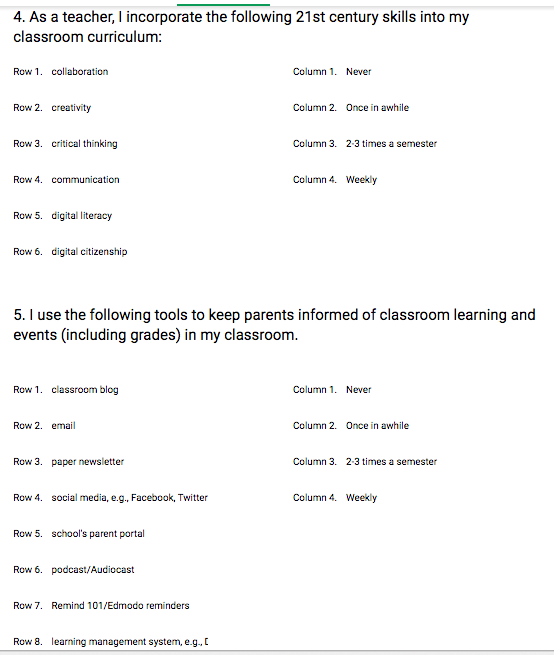 4. As a teacher, I incorporate the following 21st century skills into my
classroom curriculum:
Row 1. collaboration Column 1. Never
Row 2. creativity Column 2. Once in awhile
Row 3. critical thinking Column 3. 2-3 times a semester
Row 4. communication Column 4. Weekly
Row 5. digital literacy
Row 6. digital citizenship
5. I use the following tools to keep parents informed of classroom learning and
events (including grades) in my classroom.
Row 1. classroom blog Column 1. Never
Row 2. email Column 2. Once in awhile
Row 3. paper newsletter Column 3. 2-3 times a semester
Row 4. social media, e.g., Facebook, Twitter Column 4. Weekly
Row 5. school's parent portal
Row 6. podcast/Audiocast
Row 7. Remind 101/Edmodo reminders
Row 8. learning management system, e.g.,